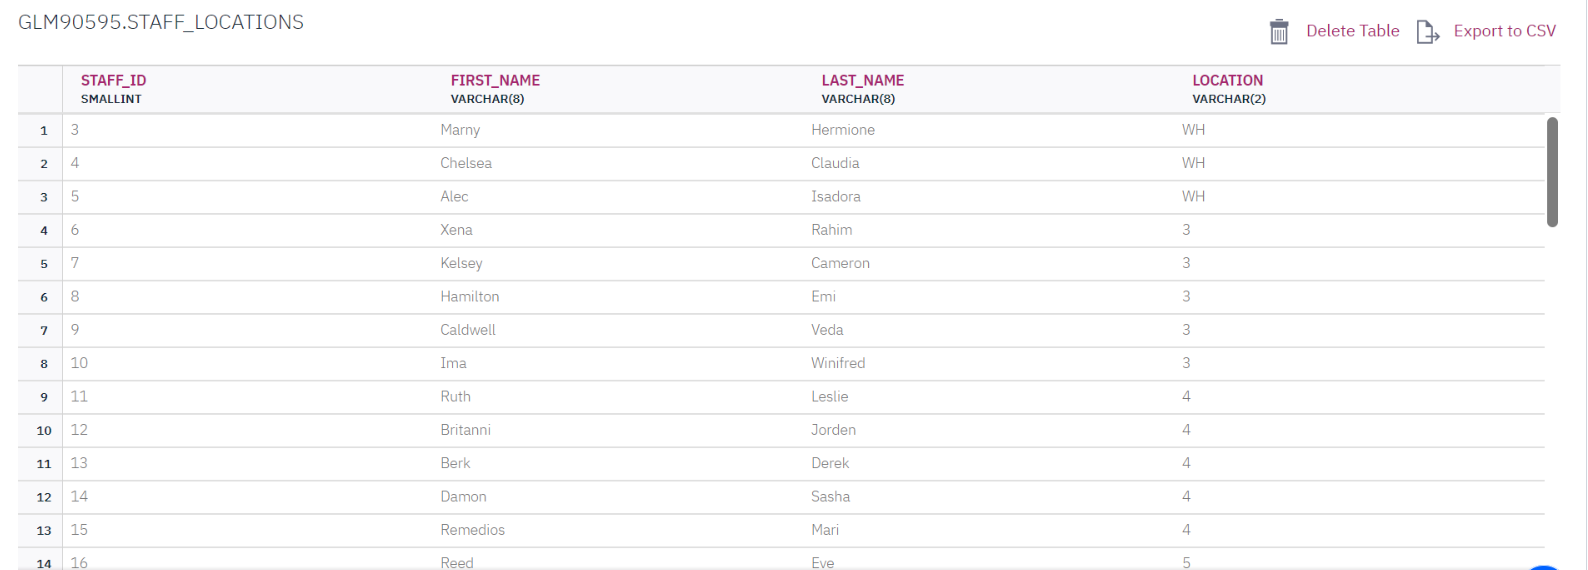 GLM90595.STAFF_LOCATIONS
Delete Table Export to CSV
STAFF_ID FIRST_NAME LAST_NAME LOCATION
SMALLINT VARCHAR(8) VARCHAR(8) VARCHAR(2)
1 3 Marny Hermione WH
2 4 Chelsea Claudia WH
3 5 Alec Isadora WH
4 6 Xena Rahim 3
5 7 Kelsey Cameron 3
6 8 Hamilton Emi 3
7 9 Caldwell Veda 3
8 10 Ima Winifred 3
9 11 Ruth Leslie 4
10 12 Britanni Jorden 4
11 13 Berk Derek 4
12 14 Damon Sasha 4
13 15 Remedios Mari 4
14 16 Reed Eve 5